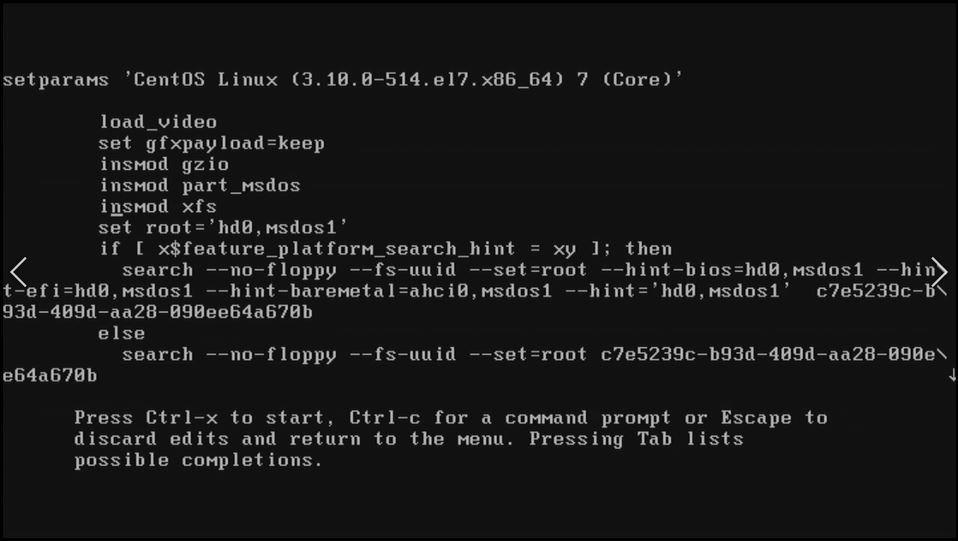 setparams 'CentOS Linux (3.10.0-514.el7.x86_64) 7 (Core)'
load_video
set gfxpayload=keep
insmod gzio
insmod part_msdos
insmod xfs
set root='hd0,msdos1'
if [ x$feature_platform_search_hint = xy ]; then
search --no-floppy --fs-uuid --set=root --hint-bios=hd0,msdos1 --hin\
t-efi=hd0,msdos1 --hint-baremetal=ahci0,msdos1 --hint='hd0,msdos1'  c7e5239c-b\
93d-409d-aa28-090ee64a670b
else
search --no-floppy --fs-uuid --set=root c7e5239c-b93d-409d-aa28-090e\
e64a670b
Press Ctrl-x to start, Ctrl-c for a command prompt or Escape to
discard edits and return to the menu. Pressing Tab lists
possible completions.